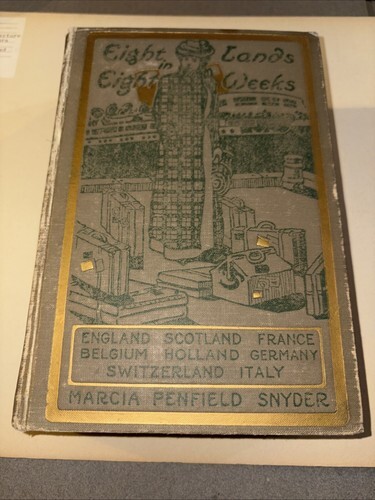 Eight Lands
in
Eight Weeks
ENGLAND SCOTLAND FRANCE
BELGIUM HOLLAND GERMANY
SWITZERLAND ITALY
MARCIA PENFIELD SNYDER